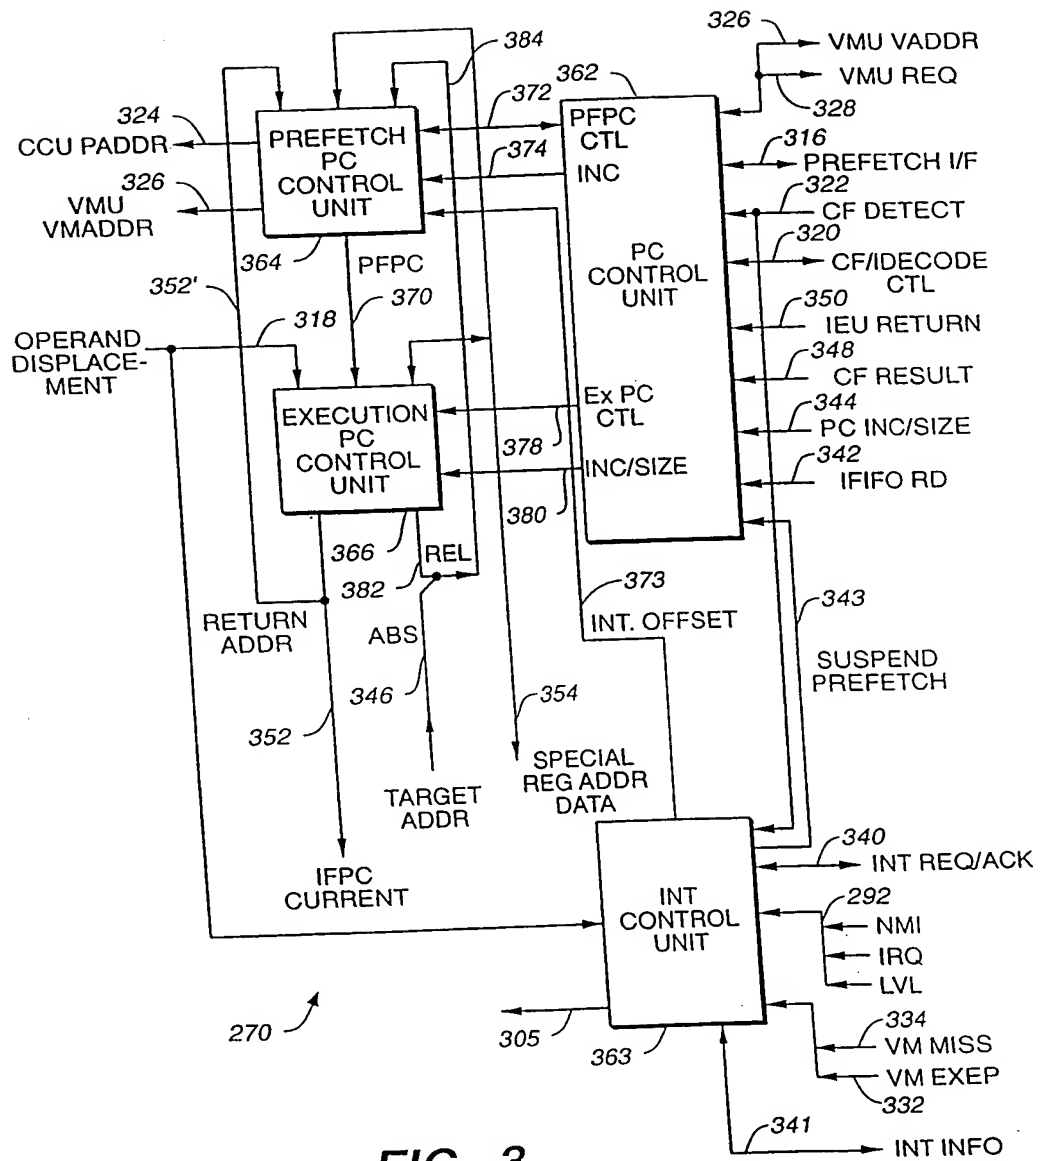 326
VMU VADDR
384
362
VMU REQ
328
324
CCU PADDR
PREFETCH
PC
CONTROL
UNIT
372
PFPC
CTL
374
INC
316
PREFETCH I/F
326
VMU
VMADDR
322
CF DETECT
364
PFPC
PC
CONTROL
UNIT
320
CF/IDECODE
CTL
352'
370
350
IEU RETURN
OPERAND
DISPLACE-
MENT
318
348
CF RESULT
EXECUTION
PC
CONTROL
UNIT
Ex PC
CTL
378
344
PC INC/SIZE
INC/SIZE
380
342
IFIFO RD
366
REL
382
373
343
RETURN
ADDR
ABS
INT. OFFSET
SUSPEND
PREFETCH
346
354
352
TARGET
ADDR
SPECIAL
REG ADDR
DATA
340
INT REQ/ACK
IFPC
CURRENT
INT
CONTROL
UNIT
292
NMI
IRQ
LVL
270
305
363
334
VM MISS
VM EXEP
332
341
INT INFO
FIG. 3